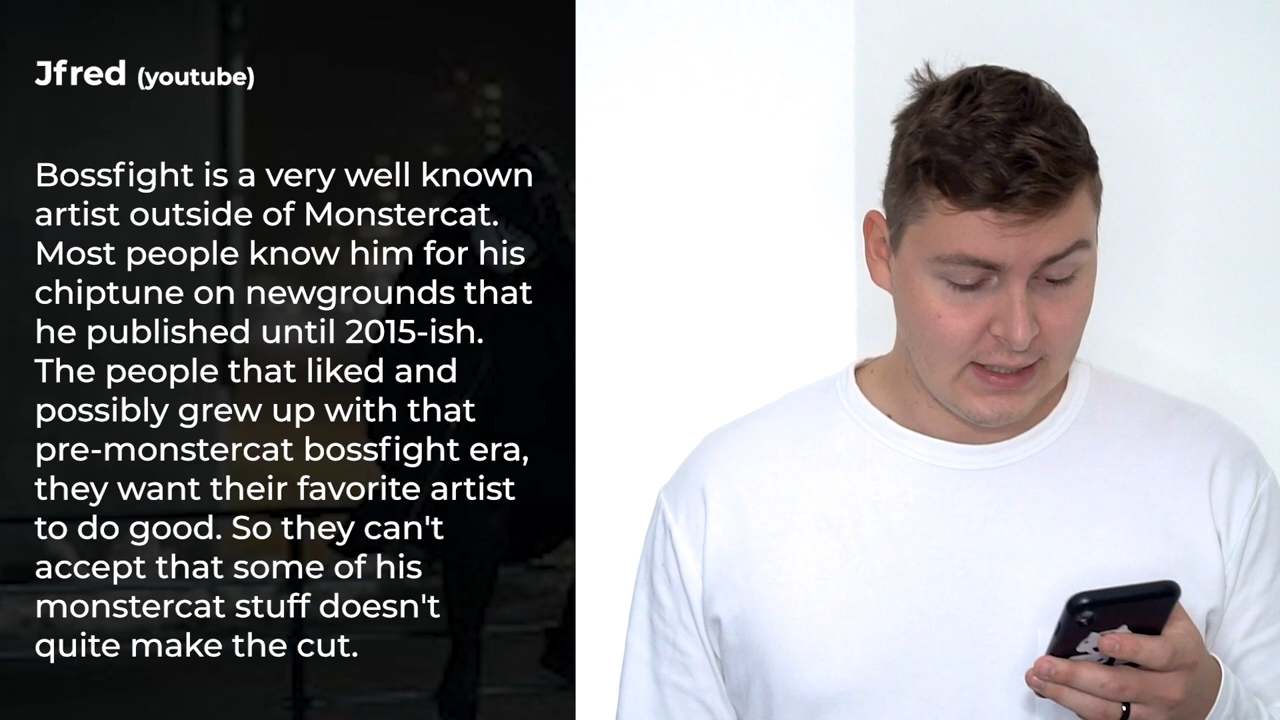 Jfred (youtube)
Bossfight is a very well known
artist outside of Monstercat.
Most people know him for his
chiptune on newgrounds that
he published until 2015-ish.
The people that liked and
possibly grew up with that
pre-monstercat bossfight era,
they want their favorite artist
to do good. So they can't
accept that some of his
monstercat stuff doesn't
quite make the cut.